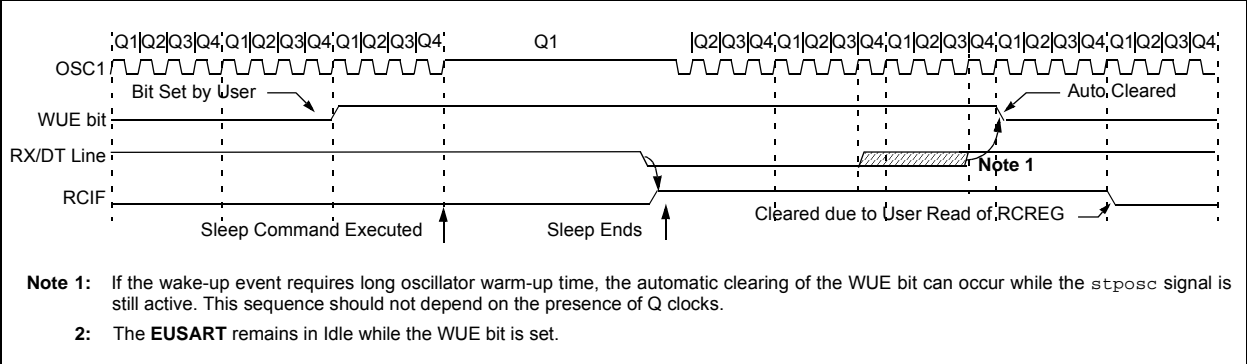 Q1 Q2 Q3 Q4 Q1 Q2 Q3 Q4 Q1 Q2 Q3 Q4 Q1 Q2 Q3 Q4 Q1 Q2 Q3 Q4 Q1 Q2 Q3 Q4 Q1 Q2 Q3 Q4 Q1 Q2 Q3 Q4
OSC1
Bit Set by User Auto Cleared
WUE bit
RX/DT Line
Note 1
RCIF
Cleared due to User Read of RCREG
Sleep Command Executed Sleep Ends
Note 1: If the wake-up event requires long oscillator warm-up time, the automatic clearing of the WUE bit can occur while the stposc signal is
still active. This sequence should not depend on the presence of Q clocks.
2: The EUSART remains in Idle while the WUE bit is set.